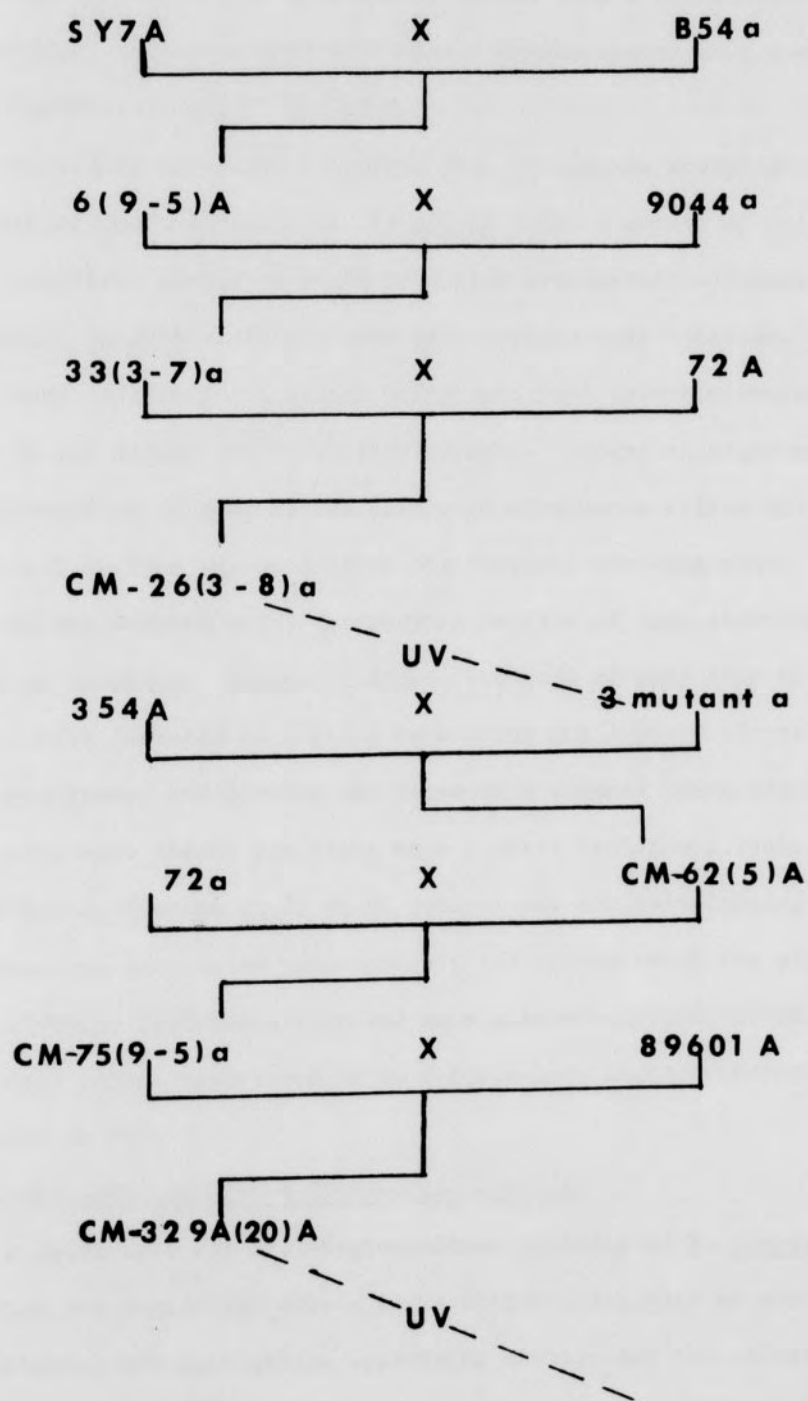 SY7A X B54a
6(9-5)A X 9044a
33(3-7)a X 72A
CM-26(3-8)a
UV
354A X 3 mutant a
72a X CM-62(5)A
CM-75(9-5)a X 89601A
CM-329A(20)A
UV